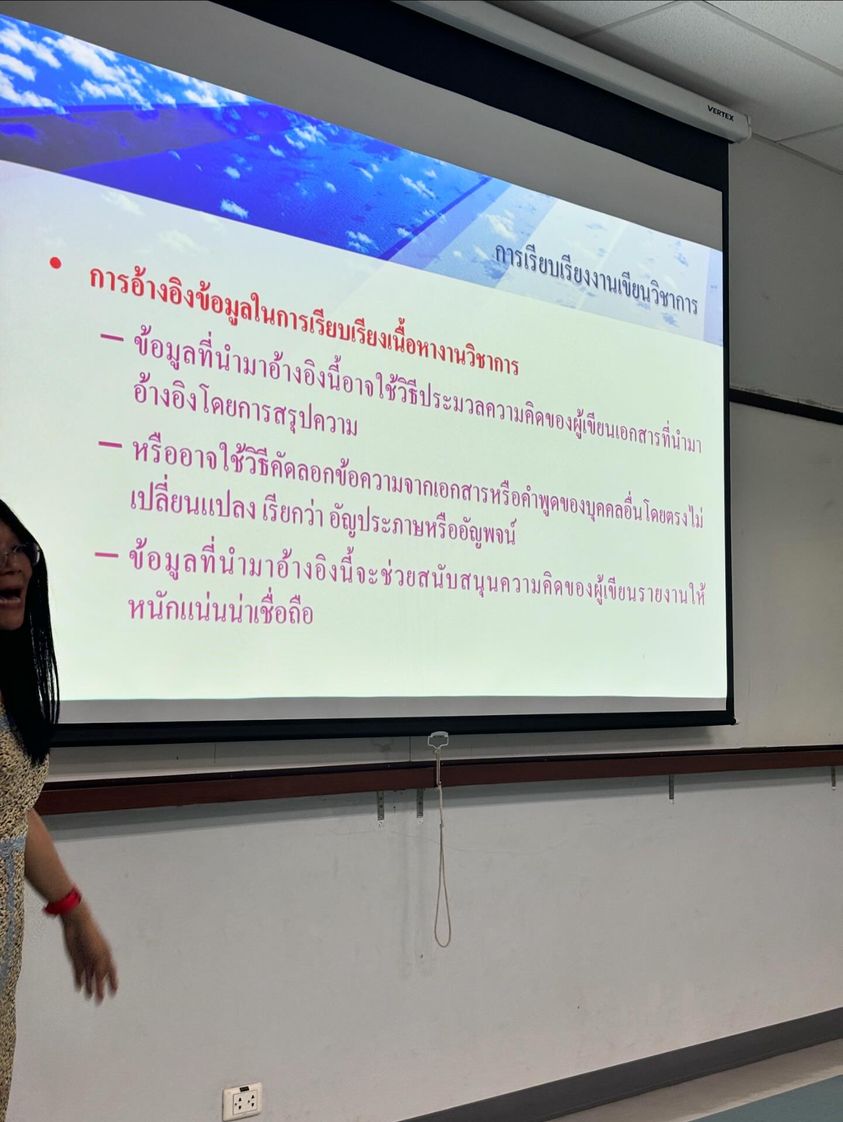 VERTEX
การเรียบเรียงงานเขียนวิชาการ
• การอ้างอิงข้อมูลในการเรียบเรียงเนื้อหางานวิชาการ
– ข้อมูลที่นำมาอ้างอิงนี้อาจใช้วิธีประมวลความคิดของผู้เขียนเอกสารที่นำมา
อ้างอิงโดยการสรุปความ
– หรืออาจใช้วิธีคัดลอกข้อความจากเอกสารหรือคำพูดของบุคคลอื่นโดยตรงไม่
เปลี่ยนแปลง เรียกว่า อัญประภาษหรืออัญพจน์
– ข้อมูลที่นำมาอ้างอิงนี้จะช่วยสนับสนุนความคิดของผู้เขียนรายงานให้
หนักแน่นน่าเชื่อถือ